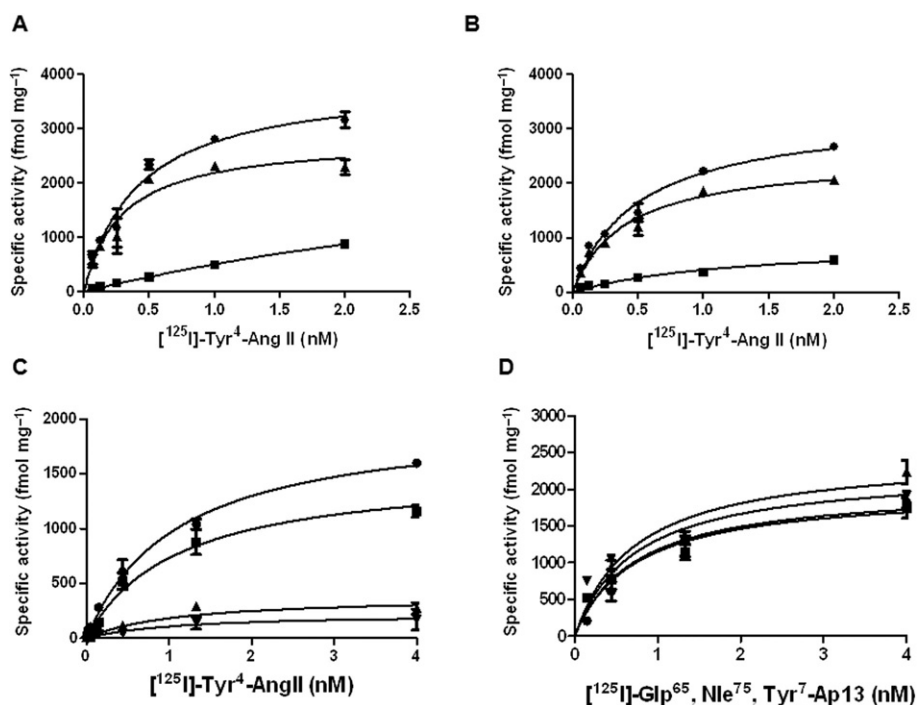 A
B
4000
3000
2000
1000
0
0.0 0.5 1.0 1.5 2.0 2.5
Specific activity (fmol mg⁻¹)
[¹²⁵I]-Tyr⁴-Ang II (nM)
4000
3000
2000
1000
0
0.0 0.5 1.0 1.5 2.0 2.5
Specific activity (fmol mg⁻¹)
[¹²⁵I]-Tyr⁴-Ang II (nM)
C
D
2000
1500
1000
500
0
0 1 2 3 4
Specific activity (fmol mg⁻¹)
[¹²⁵I]-Tyr⁴-AngII (nM)
3000
2500
2000
1500
1000
500
0
0 1 2 3 4
Specific activity (fmol mg⁻¹)
[¹²⁵I]-Glp⁶⁵, Nle⁷⁵, Tyr⁷-Ap13 (nM)